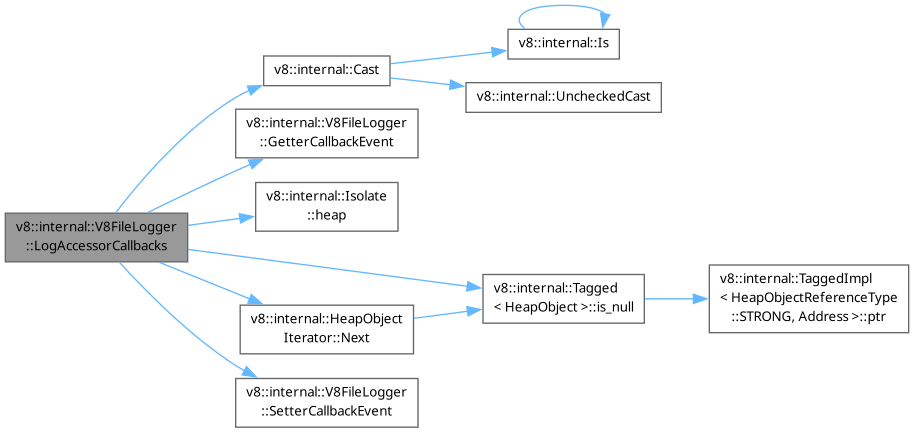 v8::internal::Is
v8::internal::Cast
v8::internal::UncheckedCast
v8::internal::V8FileLogger
::GetterCallbackEvent
v8::internal::Isolate
::heap
v8::internal::V8FileLogger
::LogAccessorCallbacks
v8::internal::Tagged
< HeapObject >::is_null
v8::internal::TaggedImpl
< HeapObjectReferenceType
::STRONG, Address >::ptr
v8::internal::HeapObject
Iterator::Next
v8::internal::V8FileLogger
::SetterCallbackEvent